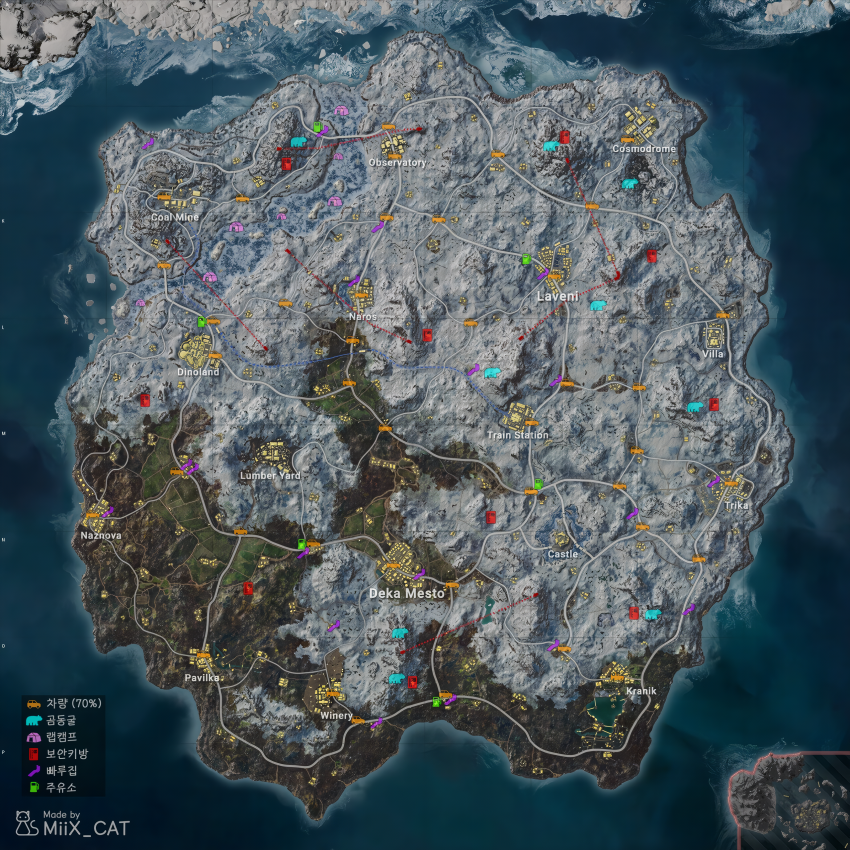 Observatory
Cosmodrome
Coal Mine
Laveni
Naros
Villa
Dinoland
Train Station
Lumber Yard
Trika
Naznova
Castle
Deka Mesto
Pavilka
Kranik
Winery
차량 (70%)
곰동굴
랩캠프
보안키방
빠루집
주유소
Made by
MiiX_CAT